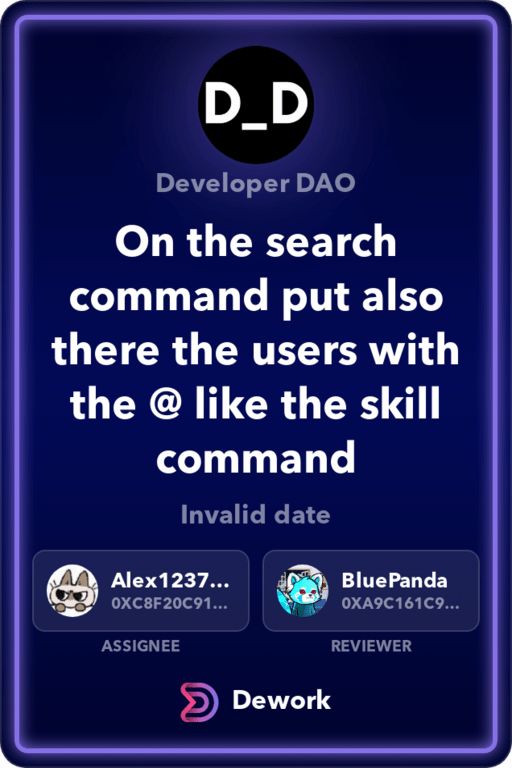 D_D
Developer DAO
On the search
command put also
there the users with
the @ like the skill
command
Invalid date
Alex1237...
0XC8F20C91...
ASSIGNEE
BluePanda
0XA9C161C9...
REVIEWER
Dework